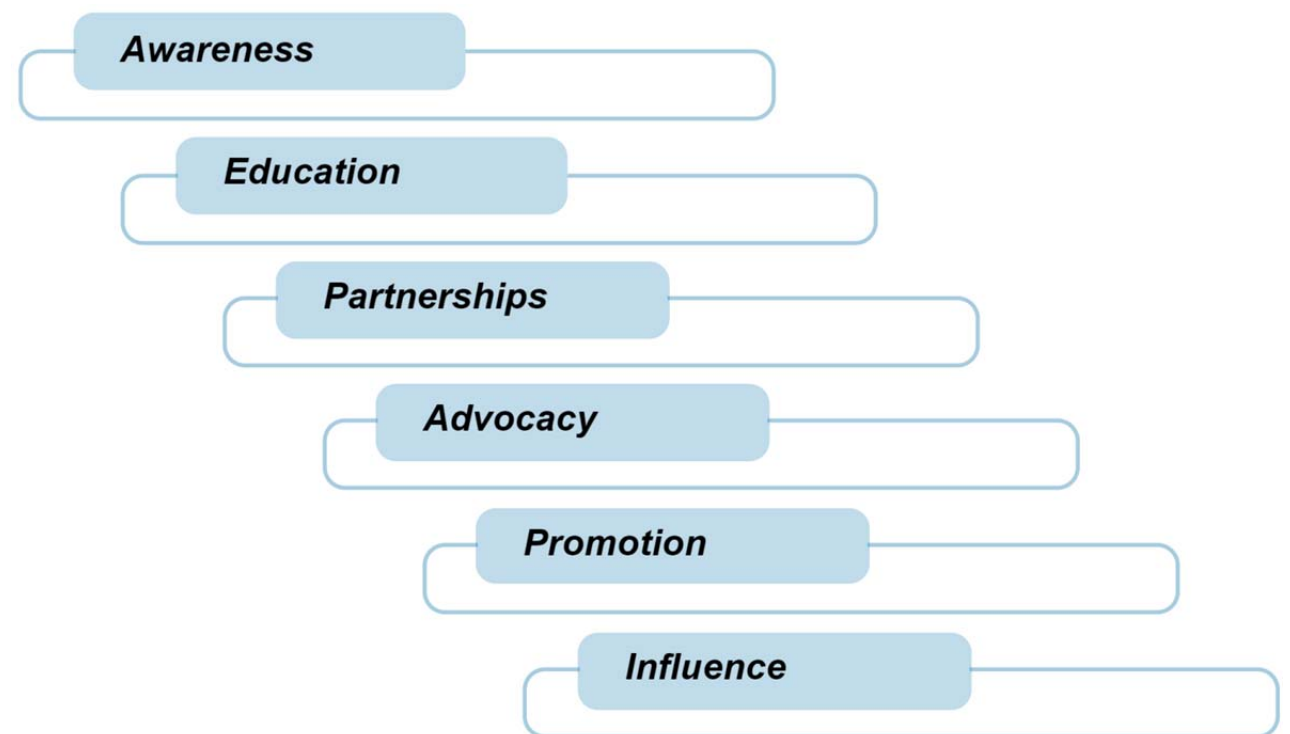 Awareness
Education
Partnerships
Advocacy
Promotion
Influence